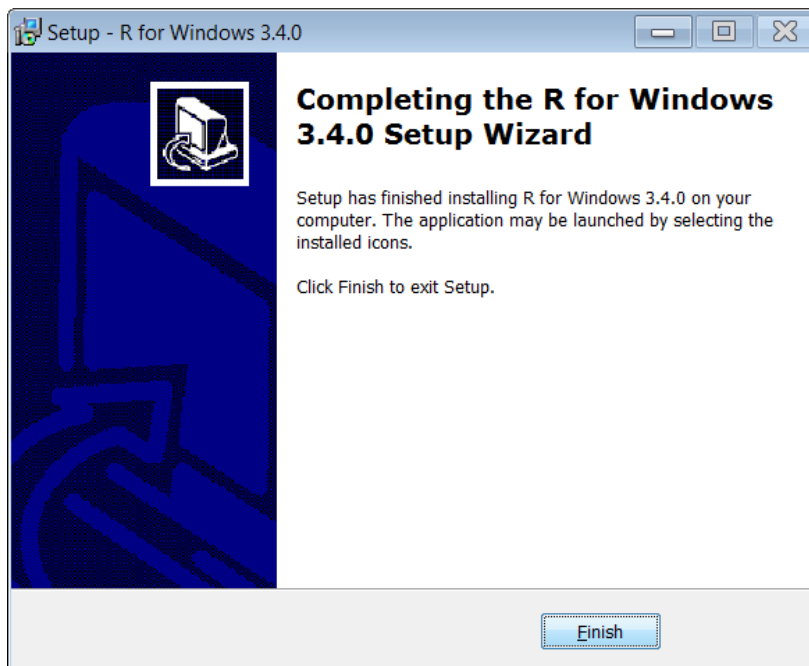 Setup - R for Windows 3.4.0
Completing the R for Windows
3.4.0 Setup Wizard
Setup has finished installing R for Windows 3.4.0 on your
computer. The application may be launched by selecting the
installed icons.
Click Finish to exit Setup.
Finish